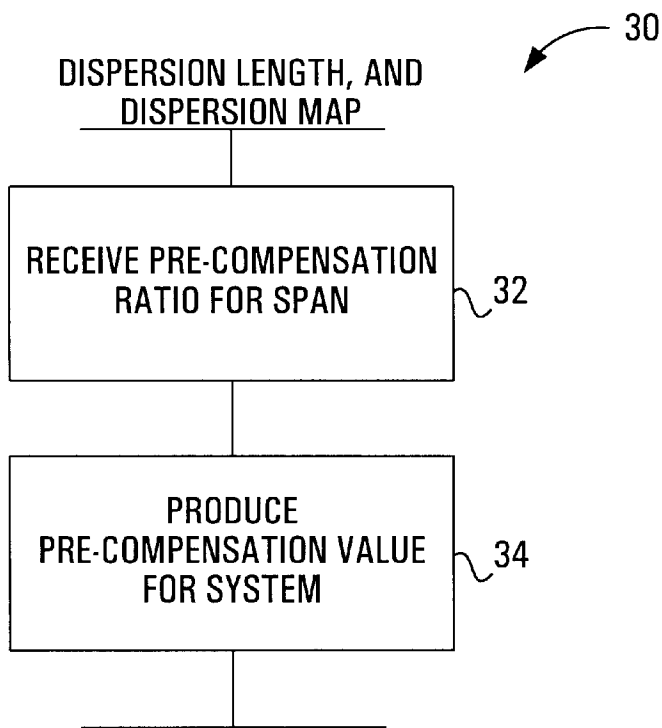 30
DISPERSION LENGTH, AND
DISPERSION MAP
RECEIVE PRE-COMPENSATION
RATIO FOR SPAN
32
PRODUCE
PRE-COMPENSATION VALUE
FOR SYSTEM
34